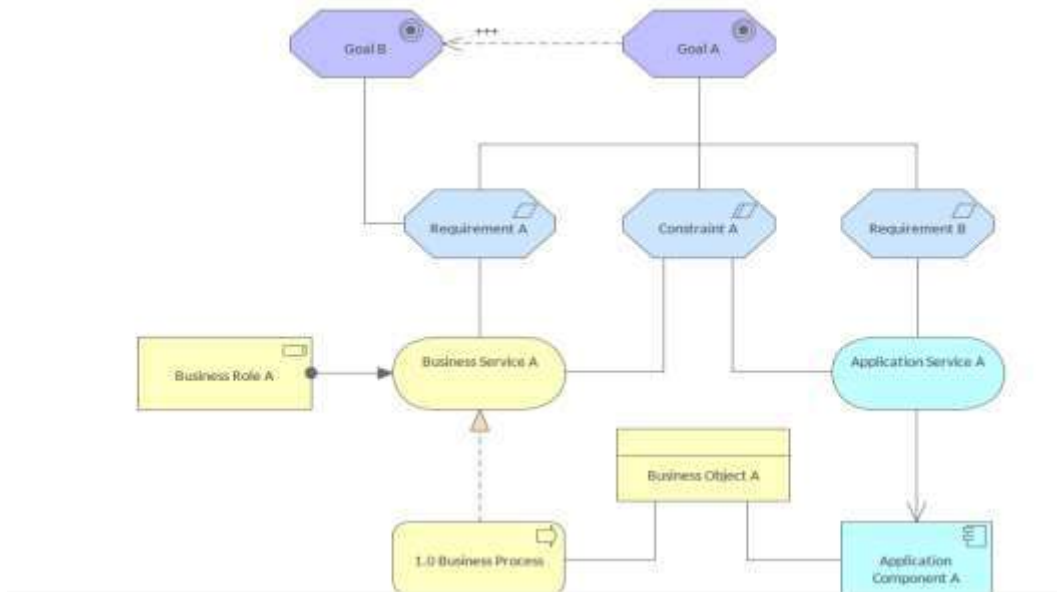 Goal B
+++
Goal A
Requirement A
Constraint A
Requirement B
Business Role A
Business Service A
Application Service A
Business Object A
1.0 Business Process
Application
Component A